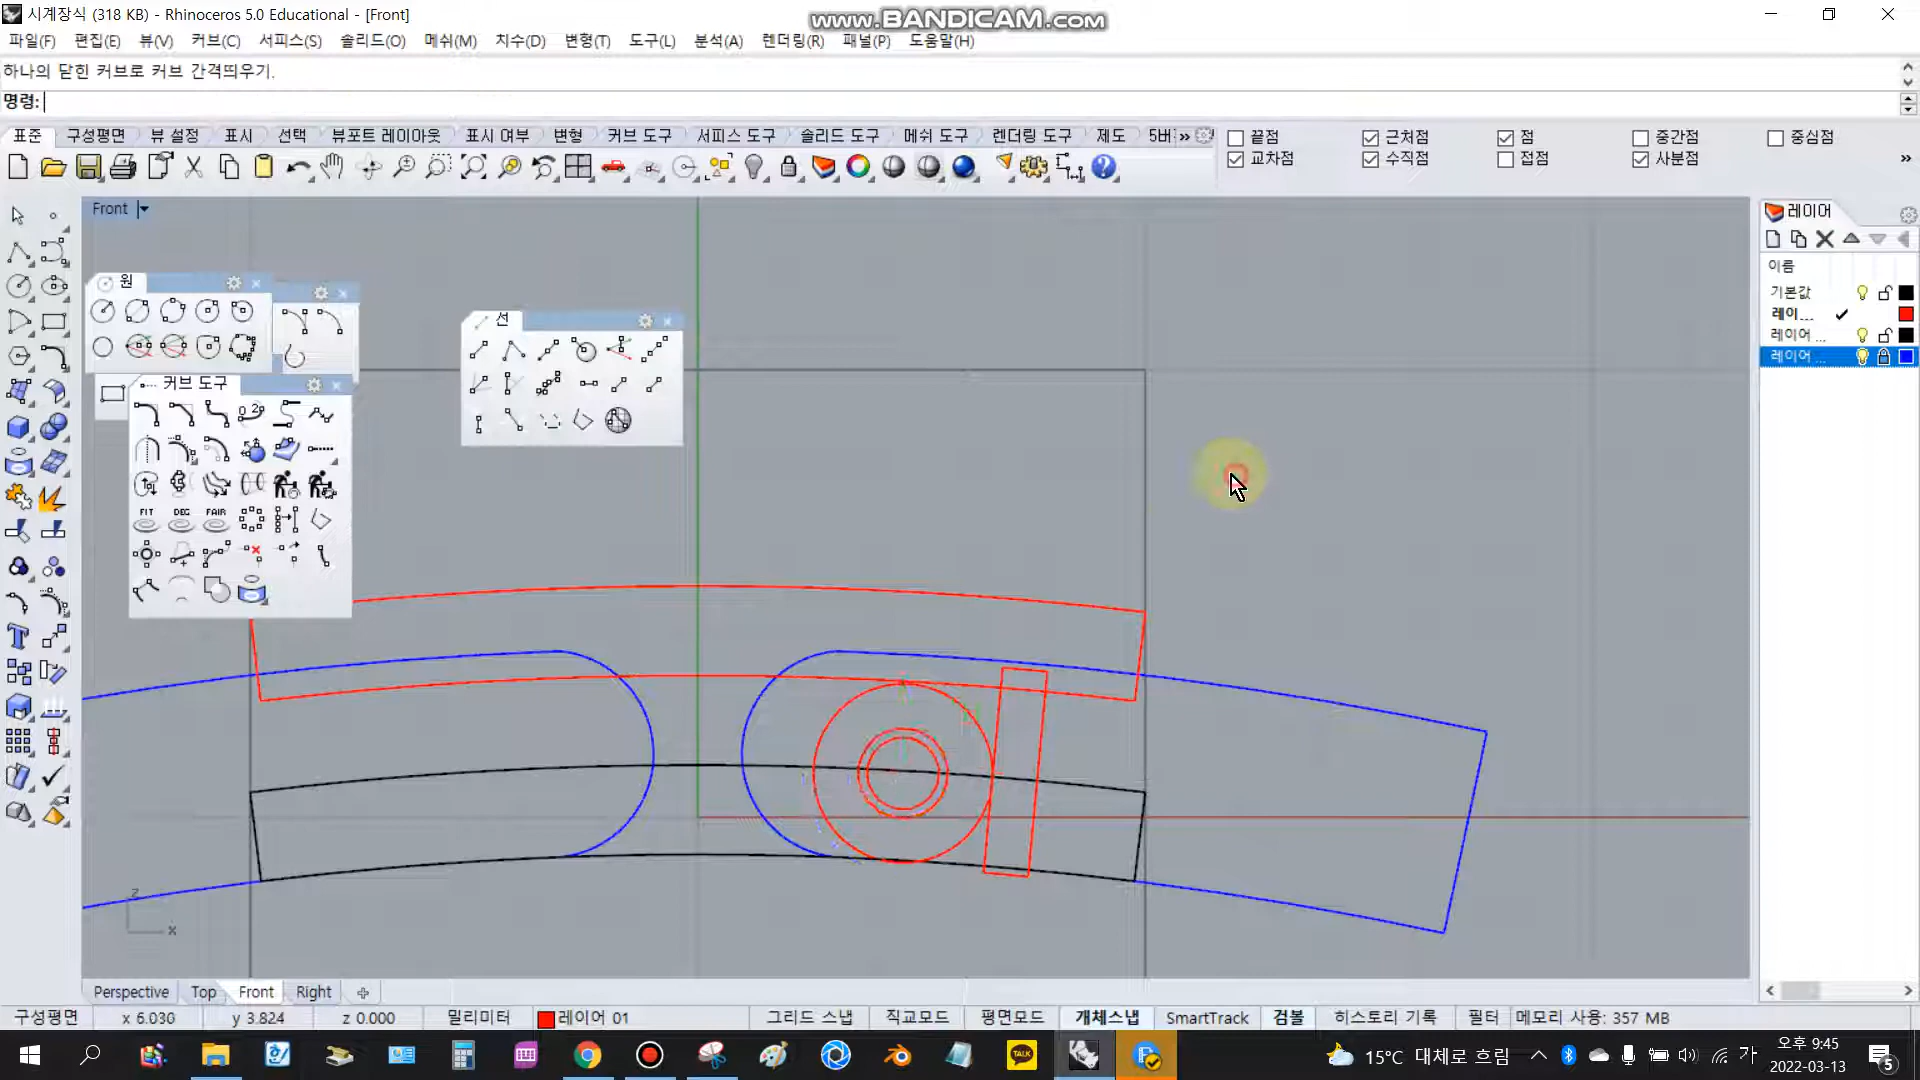 시계장식 (318 KB) - Rhinoceros 5.0 Educational - [Front]
www.BANDICAM.com
파일(F) 편집(E) 뷰(V) 커브(C) 서피스(S) 솔리드(O) 메쉬(M) 치수(D) 변형(T) 도구(L) 분석(A) 렌더링(R) 패널(P) 도움말(H)
하나의 닫힌 커브로 커브 간격띄우기.
명령:
표준 구성평면 뷰 설정 표시 선택 뷰포트 레이아웃 표시 여부 변형 커브 도구 서피스 도구 솔리드 도구 메쉬 도구 렌더링 도구 제도 5버 »
끝점 근처점 점 중간점 중심점
교차점 수직점 접점 사분점 »
Front
레이어
이름
기본값
레이...
레이어 ...
레이어 ...
원
선
커브 도구
FIT DEG FAIR
z
x
Perspective Top Front Right
구성평면 x 6.030 y 3.824 z 0.000 밀리미터 레이어 01 그리드 스냅 직교모드 평면모드 개체스냅 SmartTrack 검볼 히스토리 기록 필터 메모리 사용: 357 MB
TALK
15°C 대체로 흐림
가
오후 9:45
2022-03-13
5